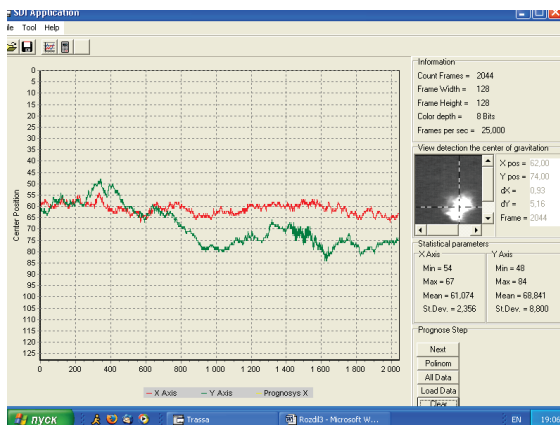 SDI Application
File Tool Help
0
5
10
15
20
25
30
35
40
45
50
55
60
65
70
75
80
85
90
95
100
105
110
115
120
125
Center Position
0 200 400 600 800 1 000 1 200 1 400 1 600 1 800 2 000
X Axis Y Axis Prognosys X
Information
Count Frames = 2044
Frame Width = 128
Frame Height = 128
Color depth = 8 Bits
Frames per sec = 25,000
View detection the center of gravitation
X pos = 62,00
Y pos = 74,00
dX = 0,93
dY = 5,16
Frame = 2044
Statistical parameters
X Axis
Min = 54
Max = 67
Mean = 61,074
St.Dev. = 2,356
Y Axis
Min = 48
Max = 84
Mean = 68,841
St.Dev. = 8,800
Prognose Step
Next
Polinom
All Data
Load Data
Clear
пуск
Trassa
Rozdil3 - Microsoft W...
EN 19:06